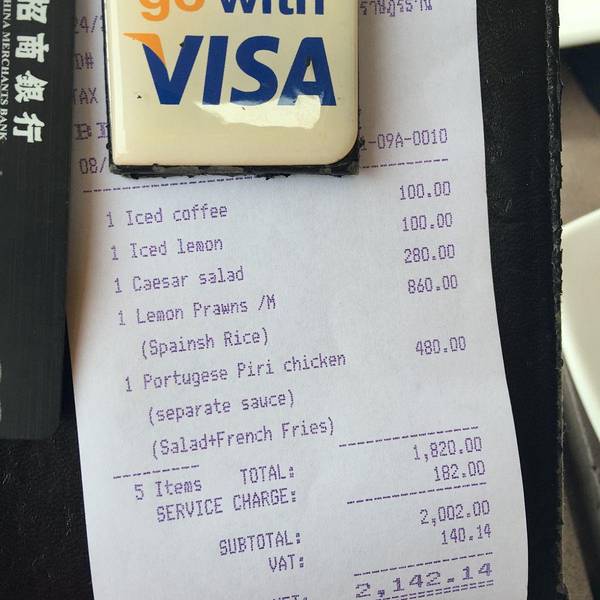 招商銀行
CHINA MERCHANTS BANK
go with
VISA
24/
D#
TAX
08/
-09A-0010
1 Iced coffee 100.00
1 Iced lemon 100.00
1 Caesar salad 280.00
1 Lemon Prawns /M 860.00
(Spainsh Rice)
1 Portugese Piri chicken 480.00
(separate sauce)
(Salad+French Fries)
5 Items TOTAL: 1,820.00
SERVICE CHARGE: 182.00
SUBTOTAL: 2,002.00
VAT: 140.14
2,142.14